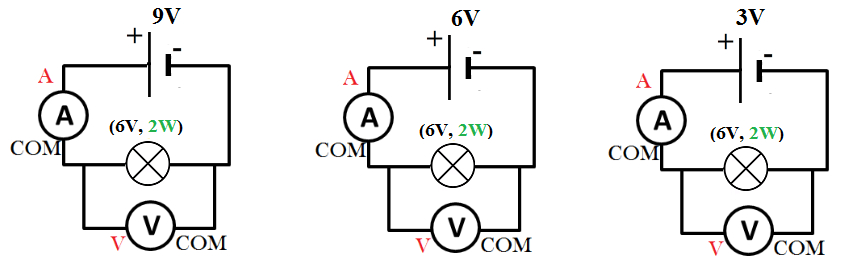 9V
+ -
A
A
(6V, 2W)
COM
V
V COM
6V
+ -
A
A
(6V, 2W)
COM
V
V COM
3V
+ -
A
A
(6V, 2W)
COM
V
V COM